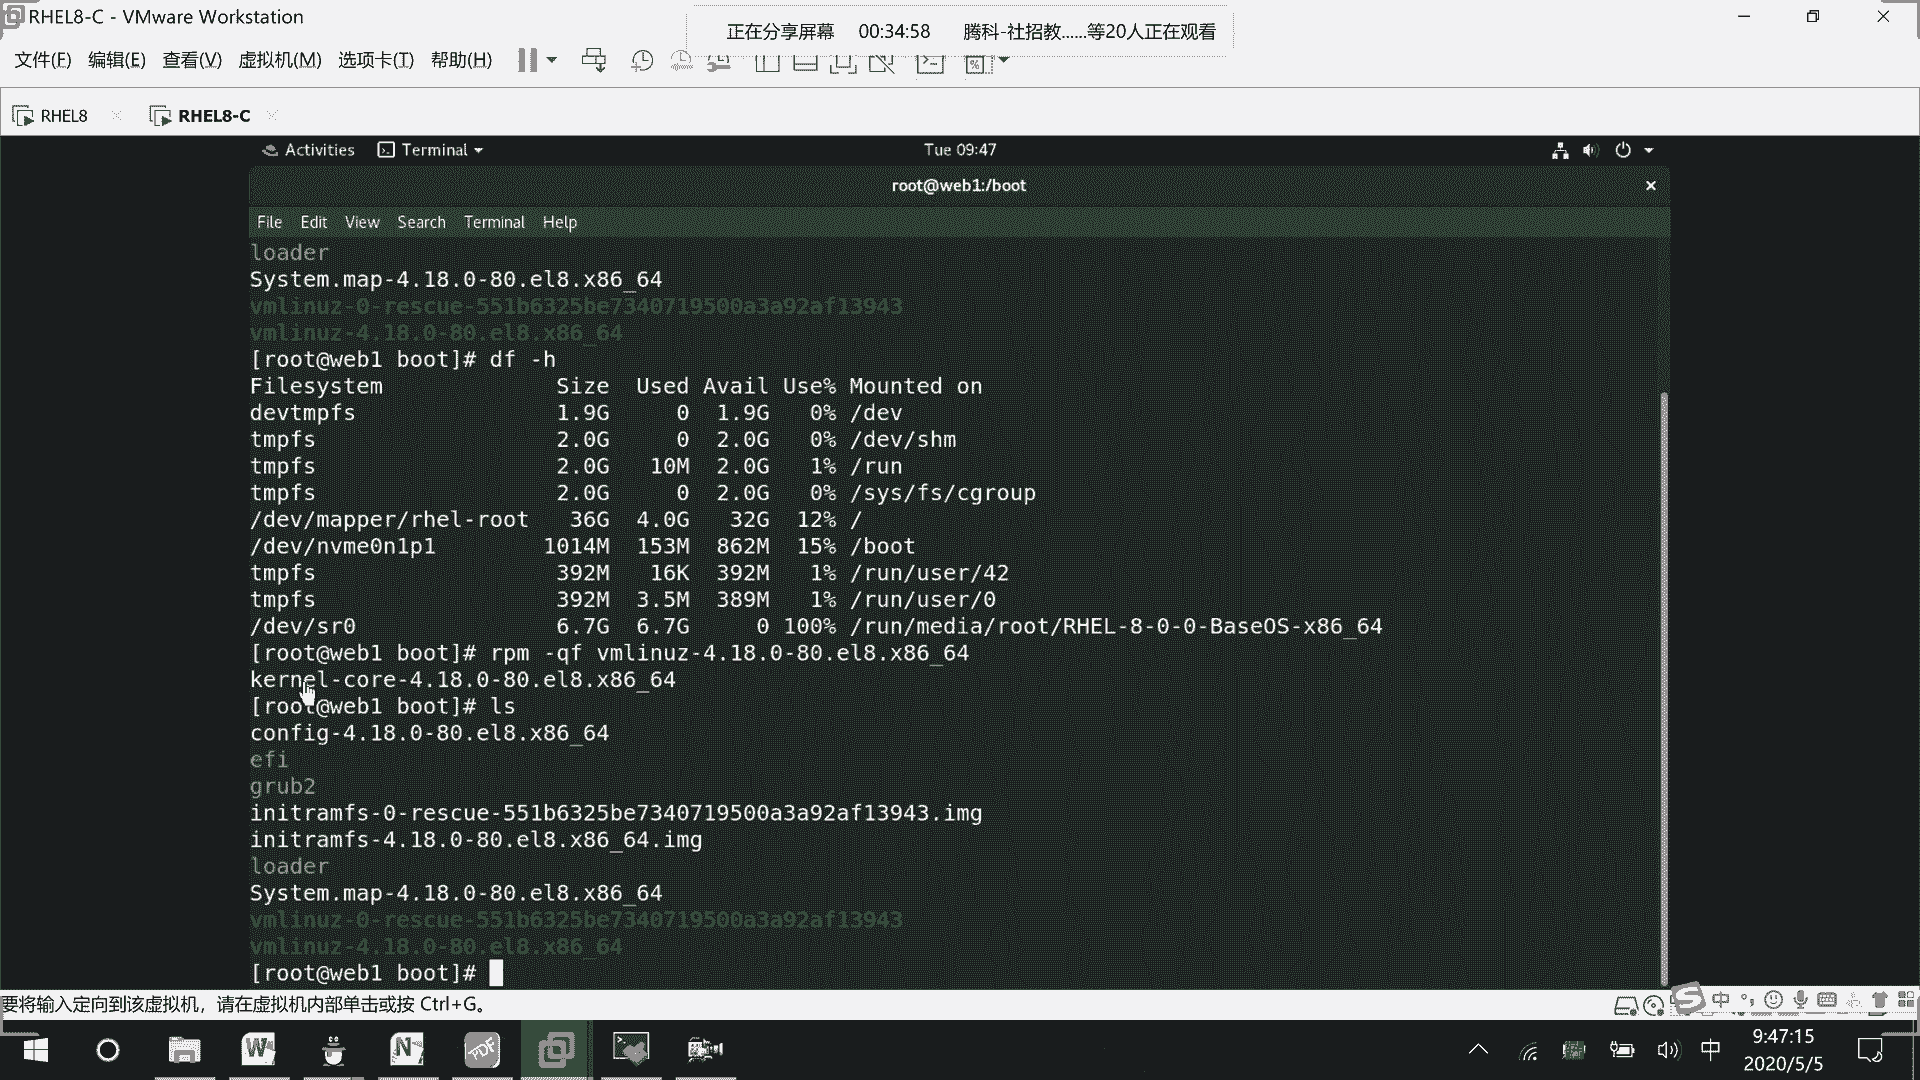 RHEL8-C - VMware Workstation
正在分享屏幕 00:34:58 腾科-社招教......等20人正在观看
文件(F) 编辑(E) 查看(V) 虚拟机(M) 选项卡(T) 帮助(H)
RHEL8 RHEL8-C
Activities Terminal Tue 09:47
root@web1:/boot
File Edit View Search Terminal Help
loader
System.map-4.18.0-80.el8.x86_64
vmlinuz-0-rescue-551b6325be7340719500a3a92af13943
vmlinuz-4.18.0-80.el8.x86_64
[root@web1 boot]# df -h
Filesystem Size Used Avail Use% Mounted on
devtmpfs 1.9G 0 1.9G 0% /dev
tmpfs 2.0G 0 2.0G 0% /dev/shm
tmpfs 2.0G 10M 2.0G 1% /run
tmpfs 2.0G 0 2.0G 0% /sys/fs/cgroup
/dev/mapper/rhel-root 36G 4.0G 32G 12% /
/dev/nvme0n1p1 1014M 153M 862M 15% /boot
tmpfs 392M 16K 392M 1% /run/user/42
tmpfs 392M 3.5M 389M 1% /run/user/0
/dev/sr0 6.7G 6.7G 0 100% /run/media/root/RHEL-8-0-0-BaseOS-x86_64
[root@web1 boot]# rpm -qf vmlinuz-4.18.0-80.el8.x86_64
kernel-core-4.18.0-80.el8.x86_64
[root@web1 boot]# ls
config-4.18.0-80.el8.x86_64
efi
grub2
initramfs-0-rescue-551b6325be7340719500a3a92af13943.img
initramfs-4.18.0-80.el8.x86_64.img
loader
System.map-4.18.0-80.el8.x86_64
vmlinuz-0-rescue-551b6325be7340719500a3a92af13943
vmlinuz-4.18.0-80.el8.x86_64
[root@web1 boot]#
要将输入定向到该虚拟机，请在虚拟机内部单击或按 Ctrl+G。
中
中 9:47:15
2020/5/5